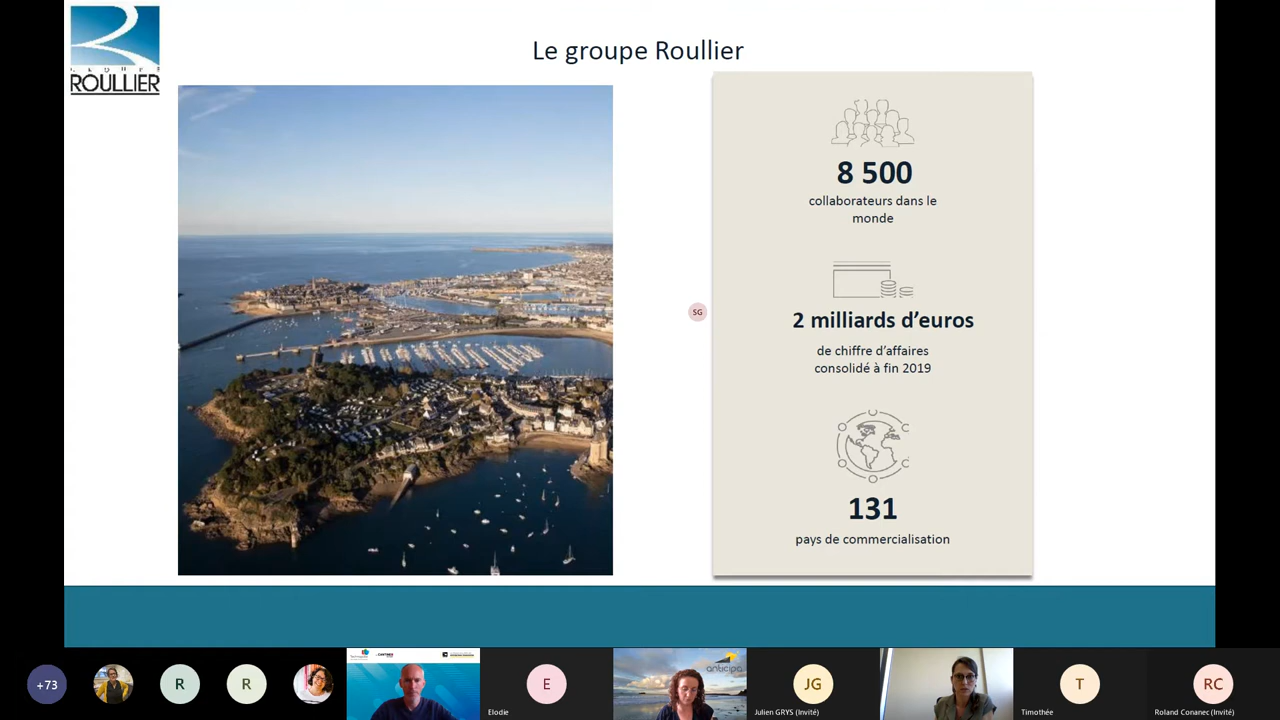 ROULLIER
Le groupe Roullier
8 500
collaborateurs dans le
monde
SG
2 milliards d'euros
de chiffre d'affaires
consolidé à fin 2019
131
pays de commercialisation
+73
R
R
E
Elodie
anticipa
JG
Julien GRYS (Invité)
T
Timothée
RC
Roland Conanec (Invité)